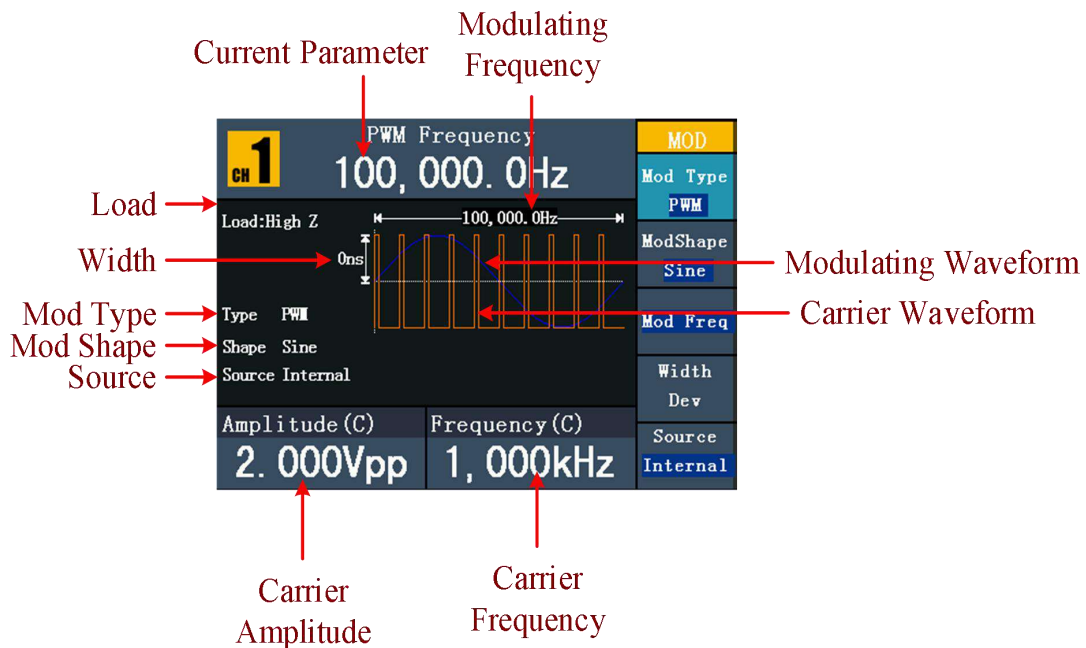 Modulating
Frequency
Current Parameter
PWM Frequency
MOD
CH 1
100,000.0Hz
Mod Type
PWM
Load
Load:High Z
100,000.0Hz
ModShape
Sine
Width
0ns
Modulating Waveform
Mod Type
Type PWM
Carrier Waveform
Mod Freq
Mod Shape
Shape Sine
Source
Source Internal
Width
Dev
Amplitude(C)
Frequency(C)
Source
Internal
2.000Vpp
1,000kHz
Carrier
Amplitude
Carrier
Frequency